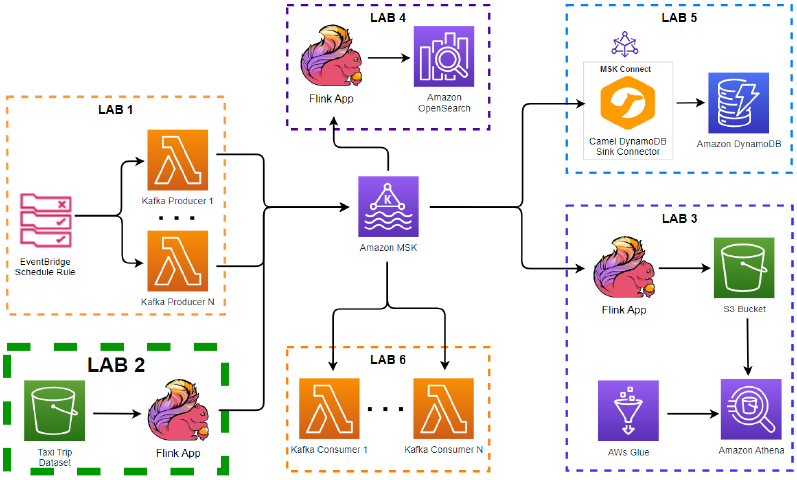 LAB 1
EventBridge
Schedule Rule
Kafka Producer 1
. . .
Kafka Producer N
LAB 2
Taxi Trip
Dataset
Flink App
LAB 4
Flink App
Amazon
OpenSearch
K
Amazon MSK
LAB 6
Kafka Consumer 1
. . .
Kafka Consumer N
LAB 5
MSK Connect
Camel DynamoDB
Sink Connector
Amazon DynamoDB
LAB 3
Flink App
S3 Bucket
AWs Glue
Amazon Athena